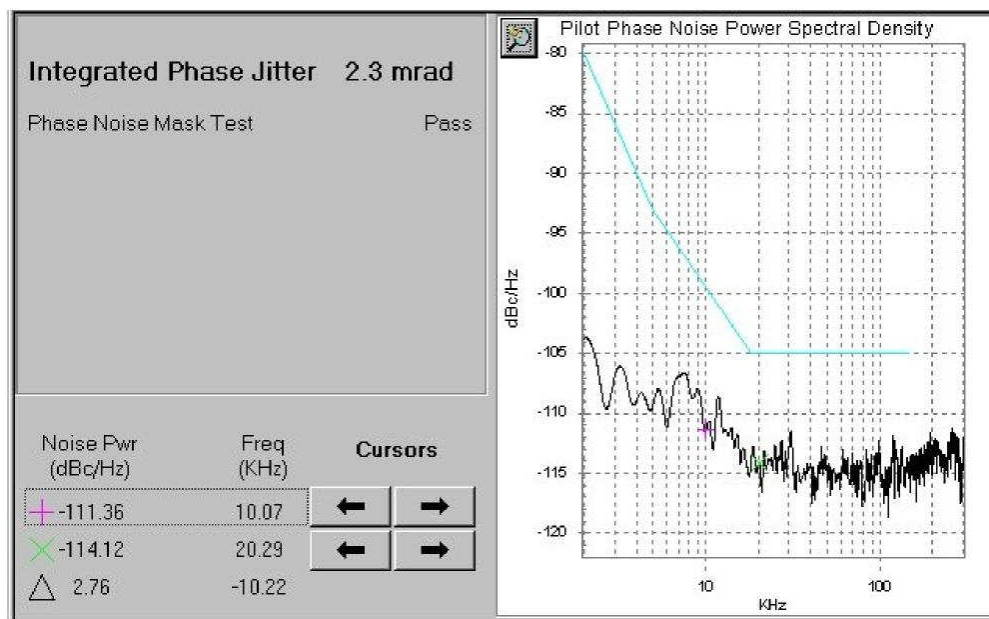 Integrated Phase Jitter 2.3 mrad
Phase Noise Mask Test Pass
Noise Pwr (dBc/Hz) Freq (KHz) Cursors
-111.36 10.07
-114.12 20.29
2.76 -10.22
Pilot Phase Noise Power Spectral Density
-80
-85
-90
-95
-100
-105
-110
-115
-120
dBc/Hz
10 100
KHz